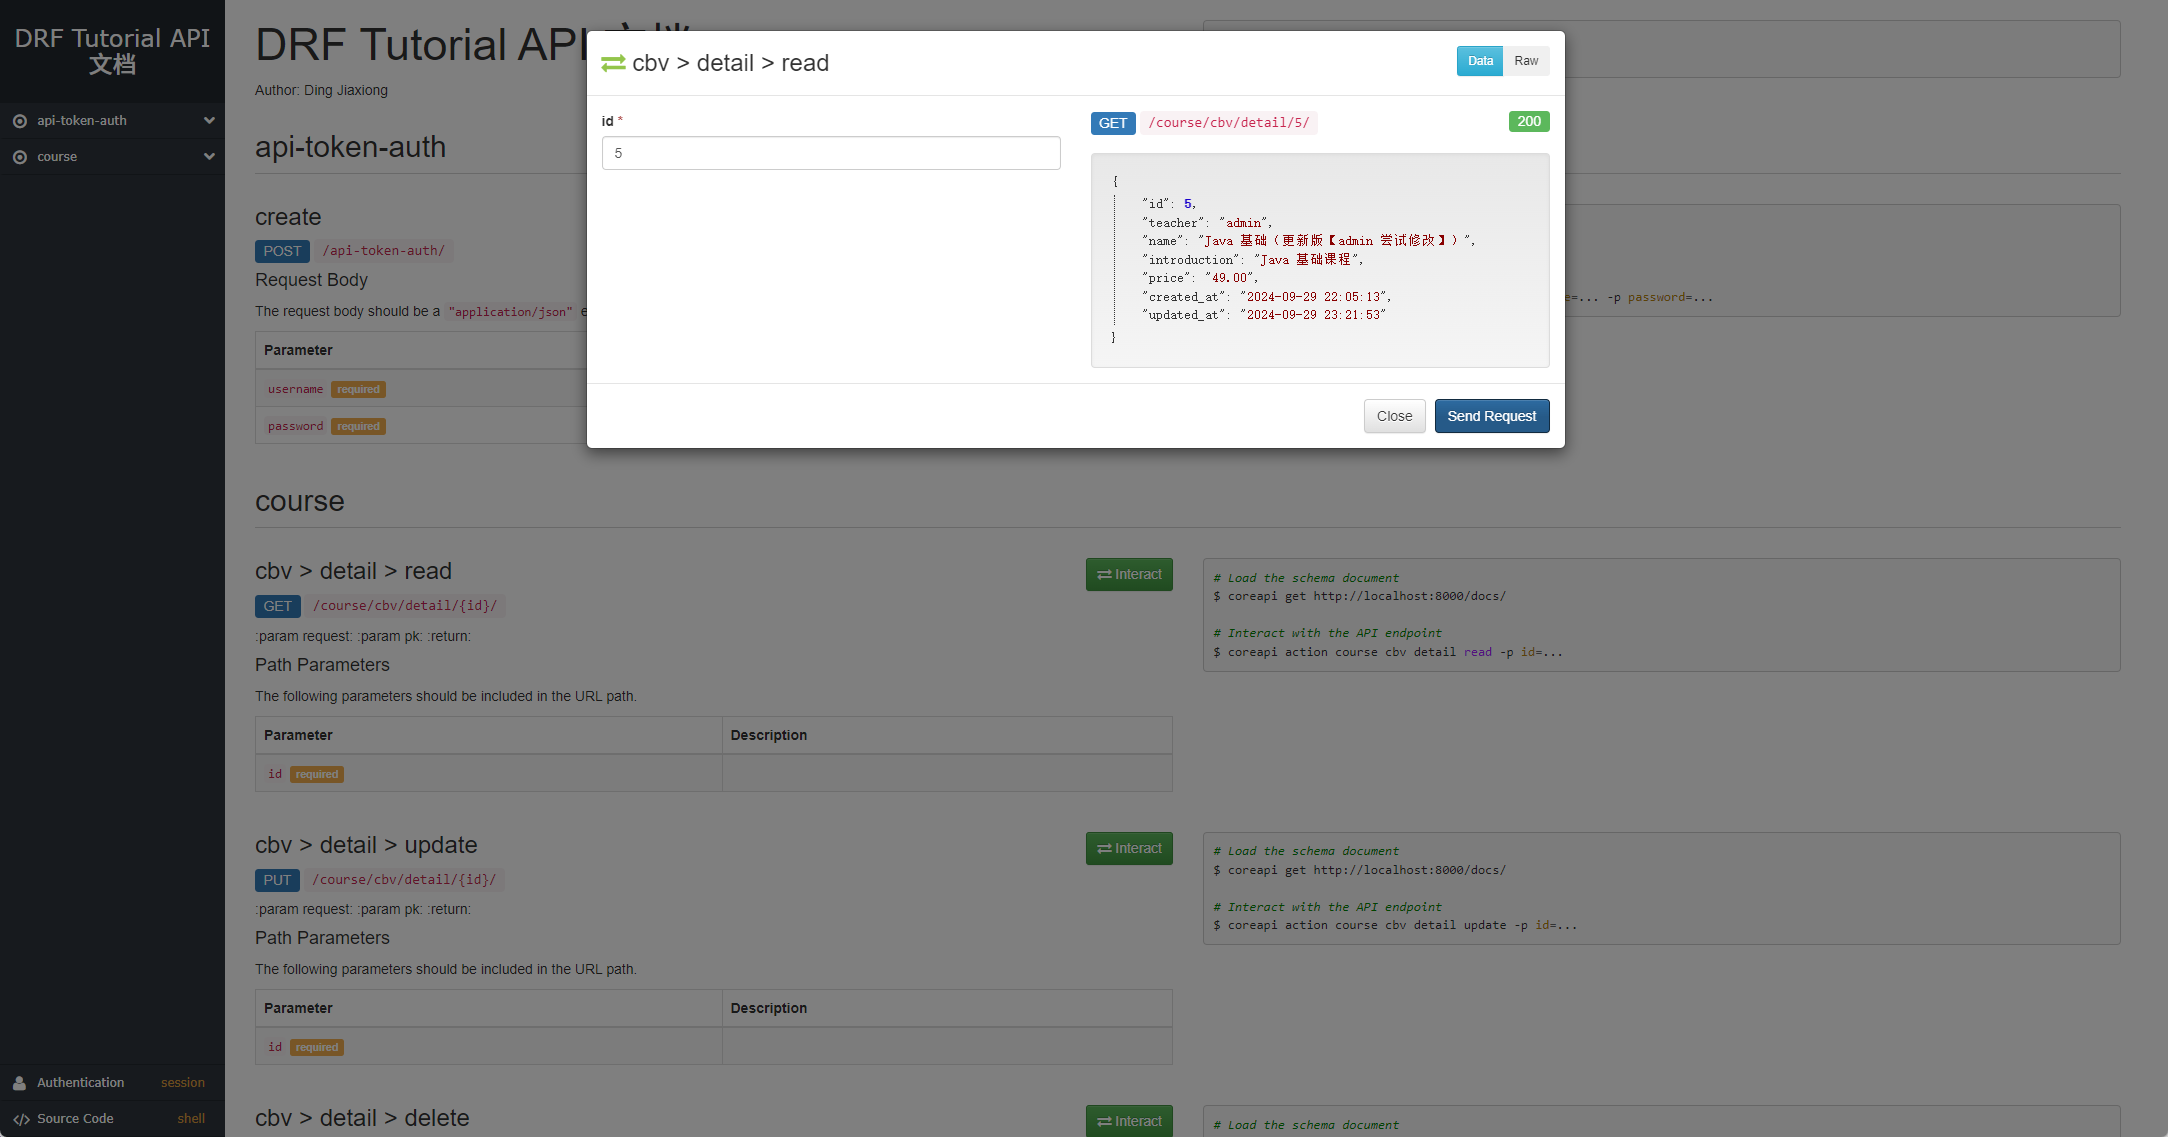 DRF Tutorial API
文档
api-token-auth
course
Authentication session
Source Code shell
DRF Tutorial API
Author: Ding Jiaxiong
api-token-auth
create
POST /api-token-auth/
Request Body
The request body should be a "application/json"
Parameter
username required
password required
=... -p password=...
cbv > detail > read
Data Raw
id *
5
GET /course/cbv/detail/5/ 200
{
"id": 5,
"teacher": "admin",
"name": "Java 基础（更新版【admin 尝试修改】）",
"introduction": "Java 基础课程",
"price": "49.00",
"created_at": "2024-09-29 22:05:13",
"updated_at": "2024-09-29 23:21:53"
}
Close Send Request
course
cbv > detail > read
Interact
GET /course/cbv/detail/{id}/
:param request: :param pk: :return:
Path Parameters
The following parameters should be included in the URL path.
Parameter Description
id required
# Load the schema document
$ coreapi get http://localhost:8000/docs/
# Interact with the API endpoint
$ coreapi action course cbv detail read -p id=...
cbv > detail > update
Interact
PUT /course/cbv/detail/{id}/
:param request: :param pk: :return:
Path Parameters
The following parameters should be included in the URL path.
Parameter Description
id required
# Load the schema document
$ coreapi get http://localhost:8000/docs/
# Interact with the API endpoint
$ coreapi action course cbv detail update -p id=...
cbv > detail > delete
Interact
# Load the schema document